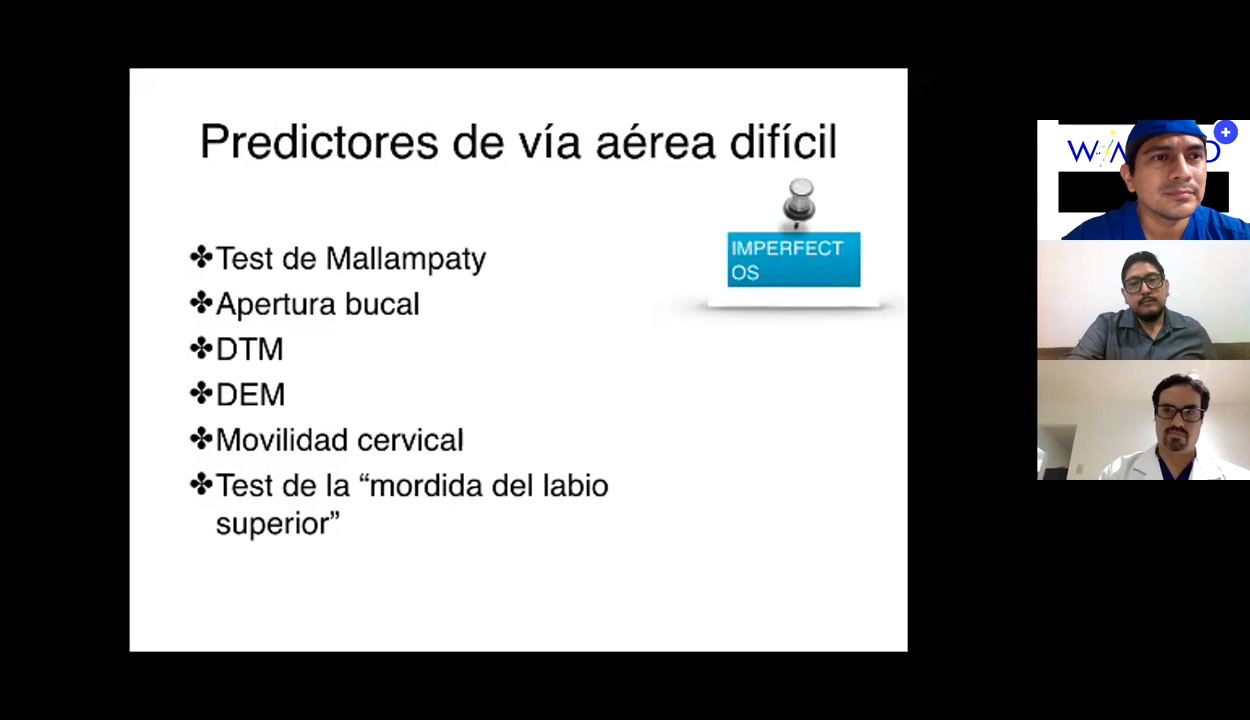 Predictores de vía aérea difícil
IMPERFECT
OS
✤Test de Mallampaty
✤Apertura bucal
✤DTM
✤DEM
✤Movilidad cervical
✤Test de la “mordida del labio
superior”